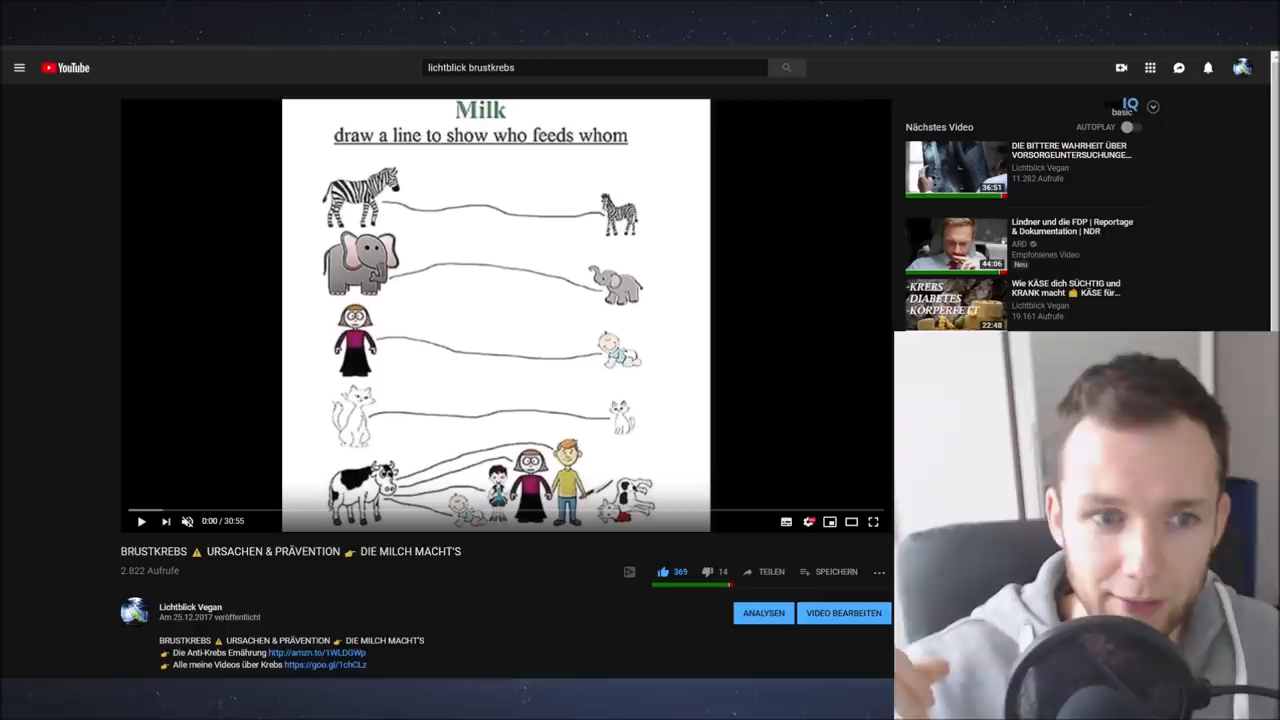 YouTube
lichtblick brustkrebs
Milk
draw a line to show who feeds whom
0:00 / 30:55
BRUSTKREBS ⚠ URSACHEN & PRÄVENTION 👉 DIE MILCH MACHT'S
2.822 Aufrufe
369
14
TEILEN
SPEICHERN
Lichtblick Vegan
Am 25.12.2017 veröffentlicht
ANALYSEN
VIDEO BEARBEITEN
BRUSTKREBS ⚠ URSACHEN & PRÄVENTION 👉 DIE MILCH MACHT'S
👉 Die Anti-Krebs Ernährung http://amzn.to/1WLDGWp
👉 Alle meine Videos über Krebs https://goo.gl/1chCLz
IQ
basic
Nächstes Video
AUTOPLAY
36:51
DIE BITTERE WAHRHEIT ÜBER
VORSORGEUNTERSUCHUNGE...
Lichtblick Vegan
11.282 Aufrufe
44:06
Lindner und die FDP | Reportage
& Dokumentation | NDR
ARD
Empfohlenes Video
Neu
-KREBS
-DIABETES
-KÖRPERFETT
22:48
Wie KÄSE dich SÜCHTIG und
KRANK macht 🧀 KÄSE für...
Lichtblick Vegan
19.161 Aufrufe